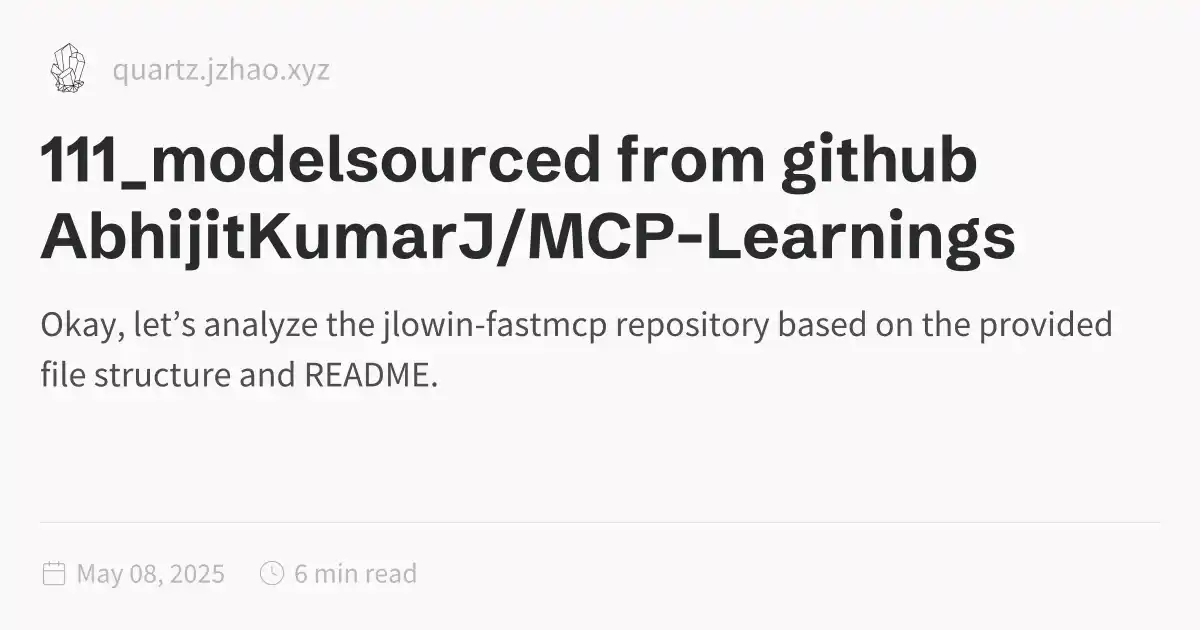 quartz.jzhao.xyz
111_modelsourced from github
AbhijitKumarJ/MCP-Learnings
Okay, let’s analyze the jlowin-fastmcp repository based on the provided
file structure and README.
May 08, 2025 6 min read